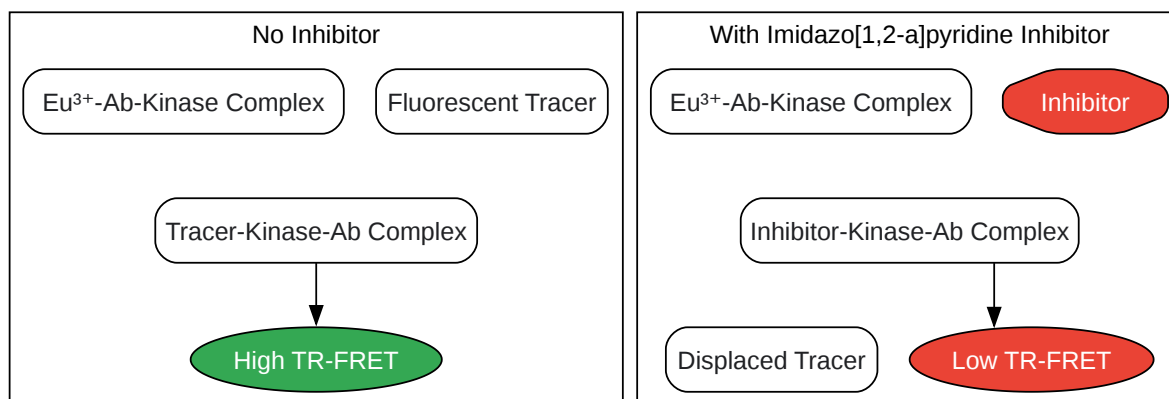 No Inhibitor
Eu³⁺-Ab-Kinase Complex
Fluorescent Tracer
Tracer-Kinase-Ab Complex
High TR-FRET
With Imidazo[1,2-a]pyridine Inhibitor
Eu³⁺-Ab-Kinase Complex
Inhibitor
Inhibitor-Kinase-Ab Complex
Displaced Tracer
Low TR-FRET